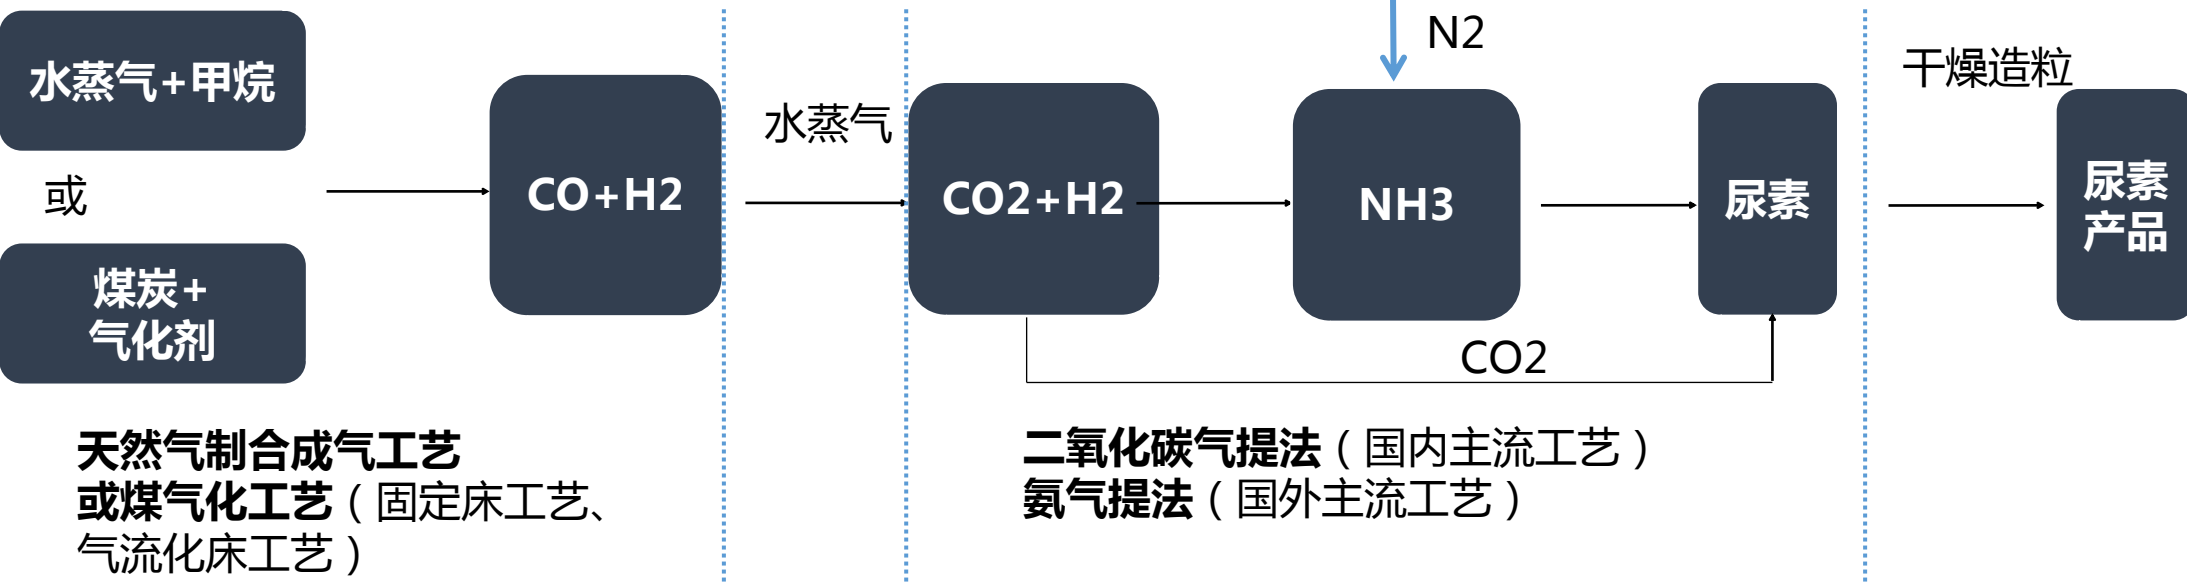 水蒸气+甲烷
或
煤炭+
气化剂
CO+H2
水蒸气
CO2+H2
N2
NH3
CO2
尿素
干燥造粒
尿素
产品
天然气制合成气工艺
或煤气化工艺（固定床工艺、
气流化床工艺）
二氧化碳气提法（国内主流工艺）
氨气提法（国外主流工艺）